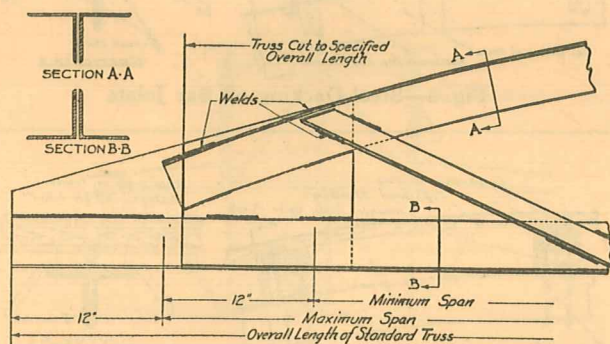 Truss Cut to Specified
Overall Length
A
A
SECTION A-A
SECTION B-B
Welds
B
B
12"
Minimum Span
12"
Maximum Span
Overall Length of Standard Truss